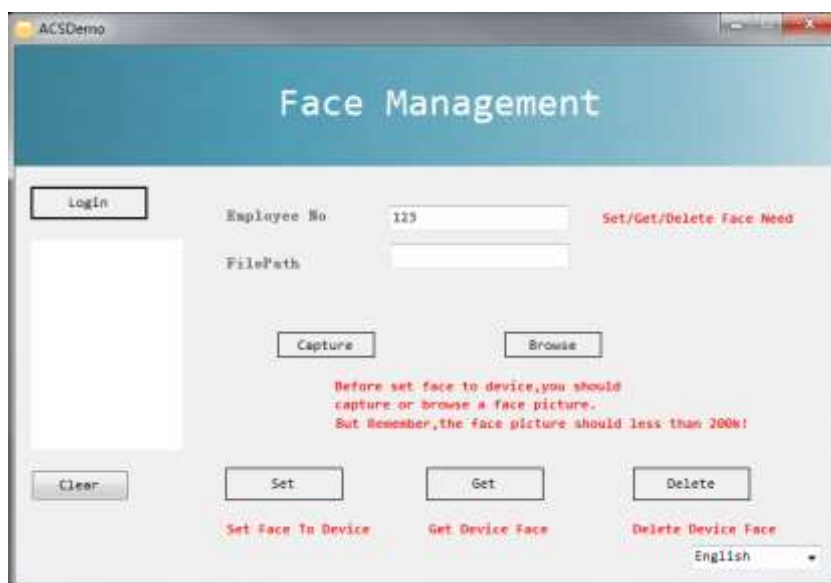 ACSDemo
Face Management
Login
Employee No
123
Set/Get/Delete Face Need
FilePath
Capture
Browse
Before set face to device,you should
capture or browse a face picture.
But Remember,the face picture should less than 200k!
Clear
Set
Get
Delete
Set Face To Device
Get Device Face
Delete Device Face
English